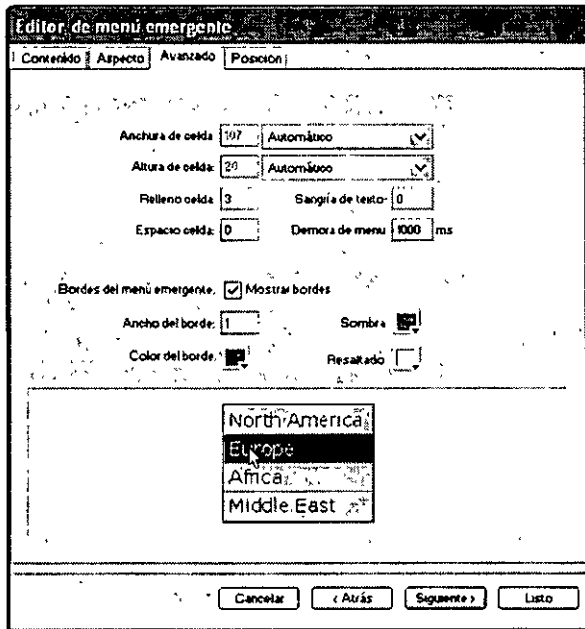 Editor de menú emergente
Contenido Aspecto Avanzado Posición
Anchura de celda: 107 Automático
Altura de celda: 20 Automático
Relleno celda: 3 Sangría de texto: 0
Espacio celda: 0 Demora de menú 1000 ms
Bordes del menú emergente: Mostrar bordes
Ancho del borde: 1 Sombra
Color del borde: Resaltado
North America
Europe
Africa
Middle East
Cancelar < Atrás Siguiente > Listo